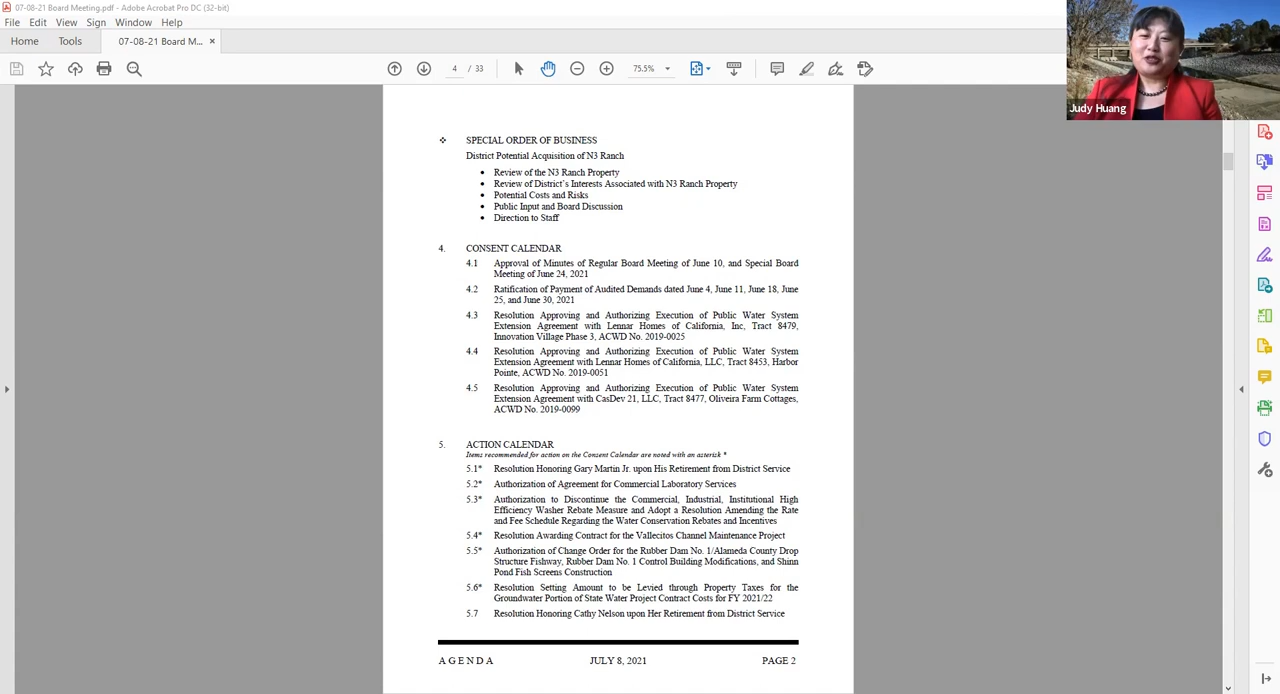 07-08-21 Board Meeting.pdf - Adobe Acrobat Pro DC (32-bit)
File Edit View Sign Window Help
Home Tools 07-08-21 Board M... ×
4 / 33 75.5%
Judy Huang
❖ SPECIAL ORDER OF BUSINESS
District Potential Acquisition of N3 Ranch
• Review of the N3 Ranch Property
• Review of District's Interests Associated with N3 Ranch Property
• Potential Costs and Risks
• Public Input and Board Discussion
• Direction to Staff
4. CONSENT CALENDAR
4.1 Approval of Minutes of Regular Board Meeting of June 10, and Special Board
Meeting of June 24, 2021
4.2 Ratification of Payment of Audited Demands dated June 4, June 11, June 18, June
25, and June 30, 2021
4.3 Resolution Approving and Authorizing Execution of Public Water System
Extension Agreement with Lennar Homes of California, Inc, Tract 8479,
Innovation Village Phase 3, ACWD No. 2019-0025
4.4 Resolution Approving and Authorizing Execution of Public Water System
Extension Agreement with Lennar Homes of California, LLC, Tract 8453, Harbor
Pointe, ACWD No. 2019-0051
4.5 Resolution Approving and Authorizing Execution of Public Water System
Extension Agreement with CasDev 21, LLC, Tract 8477, Oliveira Farm Cottages,
ACWD No. 2019-0099
5. ACTION CALENDAR
Items recommended for action on the Consent Calendar are noted with an asterisk *
5.1* Resolution Honoring Gary Martin Jr. upon His Retirement from District Service
5.2* Authorization of Agreement for Commercial Laboratory Services
5.3* Authorization to Discontinue the Commercial, Industrial, Institutional High
Efficiency Washer Rebate Measure and Adopt a Resolution Amending the Rate
and Fee Schedule Regarding the Water Conservation Rebates and Incentives
5.4* Resolution Awarding Contract for the Vallecitos Channel Maintenance Project
5.5* Authorization of Change Order for the Rubber Dam No. 1/Alameda County Drop
Structure Fishway, Rubber Dam No. 1 Control Building Modifications, and Shinn
Pond Fish Screens Construction
5.6* Resolution Setting Amount to be Levied through Property Taxes for the
Groundwater Portion of State Water Project Contract Costs for FY 2021/22
5.7 Resolution Honoring Cathy Nelson upon Her Retirement from District Service
AGENDA JULY 8, 2021 PAGE 2